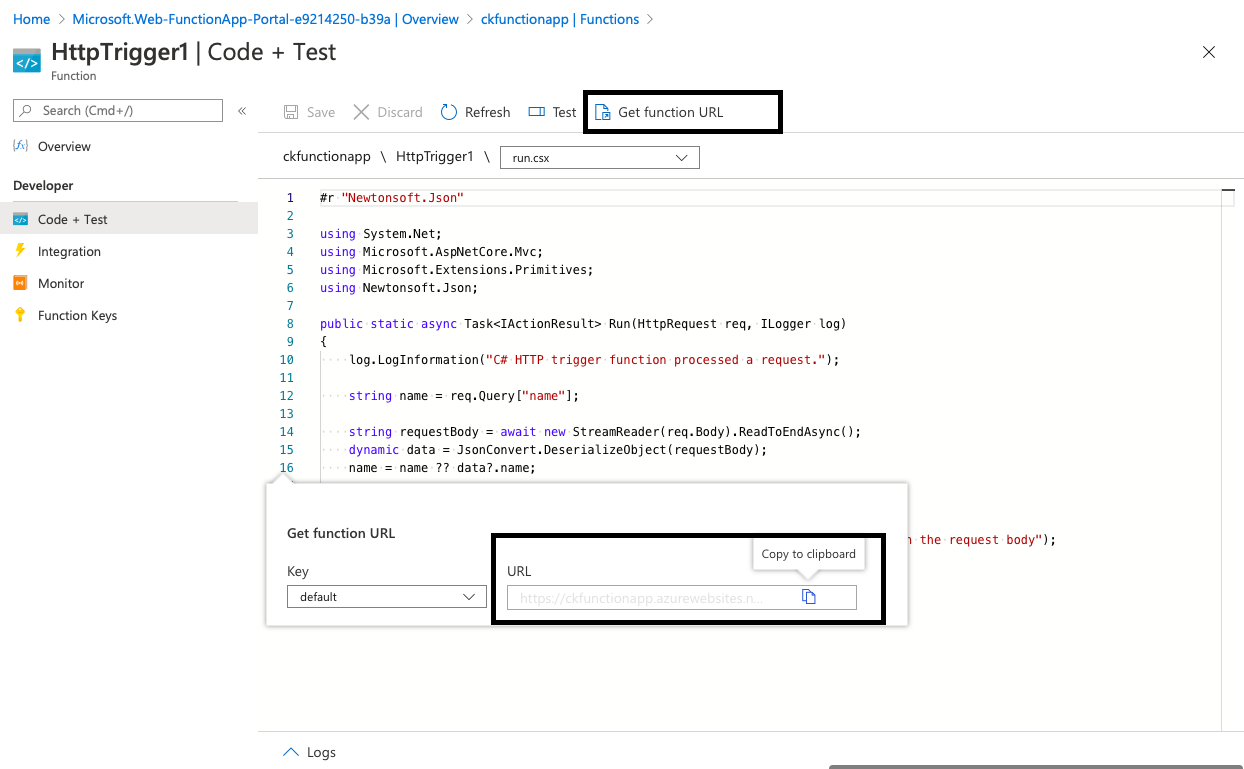 Home > Microsoft.Web-FunctionApp-Portal-e9214250-b39a | Overview > ckfunctionapp | Functions >
HttpTrigger1 | Code + Test
Function
Search (Cmd+/)
«
Save
Discard
Refresh
Test
Get function URL
Overview
Developer
Code + Test
Integration
Monitor
Function Keys
ckfunctionapp \ HttpTrigger1 \ run.csx
1 #r "Newtonsoft.Json"
2
3 using System.Net;
4 using Microsoft.AspNetCore.Mvc;
5 using Microsoft.Extensions.Primitives;
6 using Newtonsoft.Json;
7
8 public static async Task<IActionResult> Run(HttpRequest req, ILogger log)
9 {
10 log.LogInformation("C# HTTP trigger function processed a request.");
11
12 string name = req.Query["name"];
13
14 string requestBody = await new StreamReader(req.Body).ReadToEndAsync();
15 dynamic data = JsonConvert.DeserializeObject(requestBody);
16 name = name ?? data?.name;
the request body");
Get function URL
Copy to clipboard
Key
URL
default
https://ckfunctionapp.azurewebsites.n...
Logs